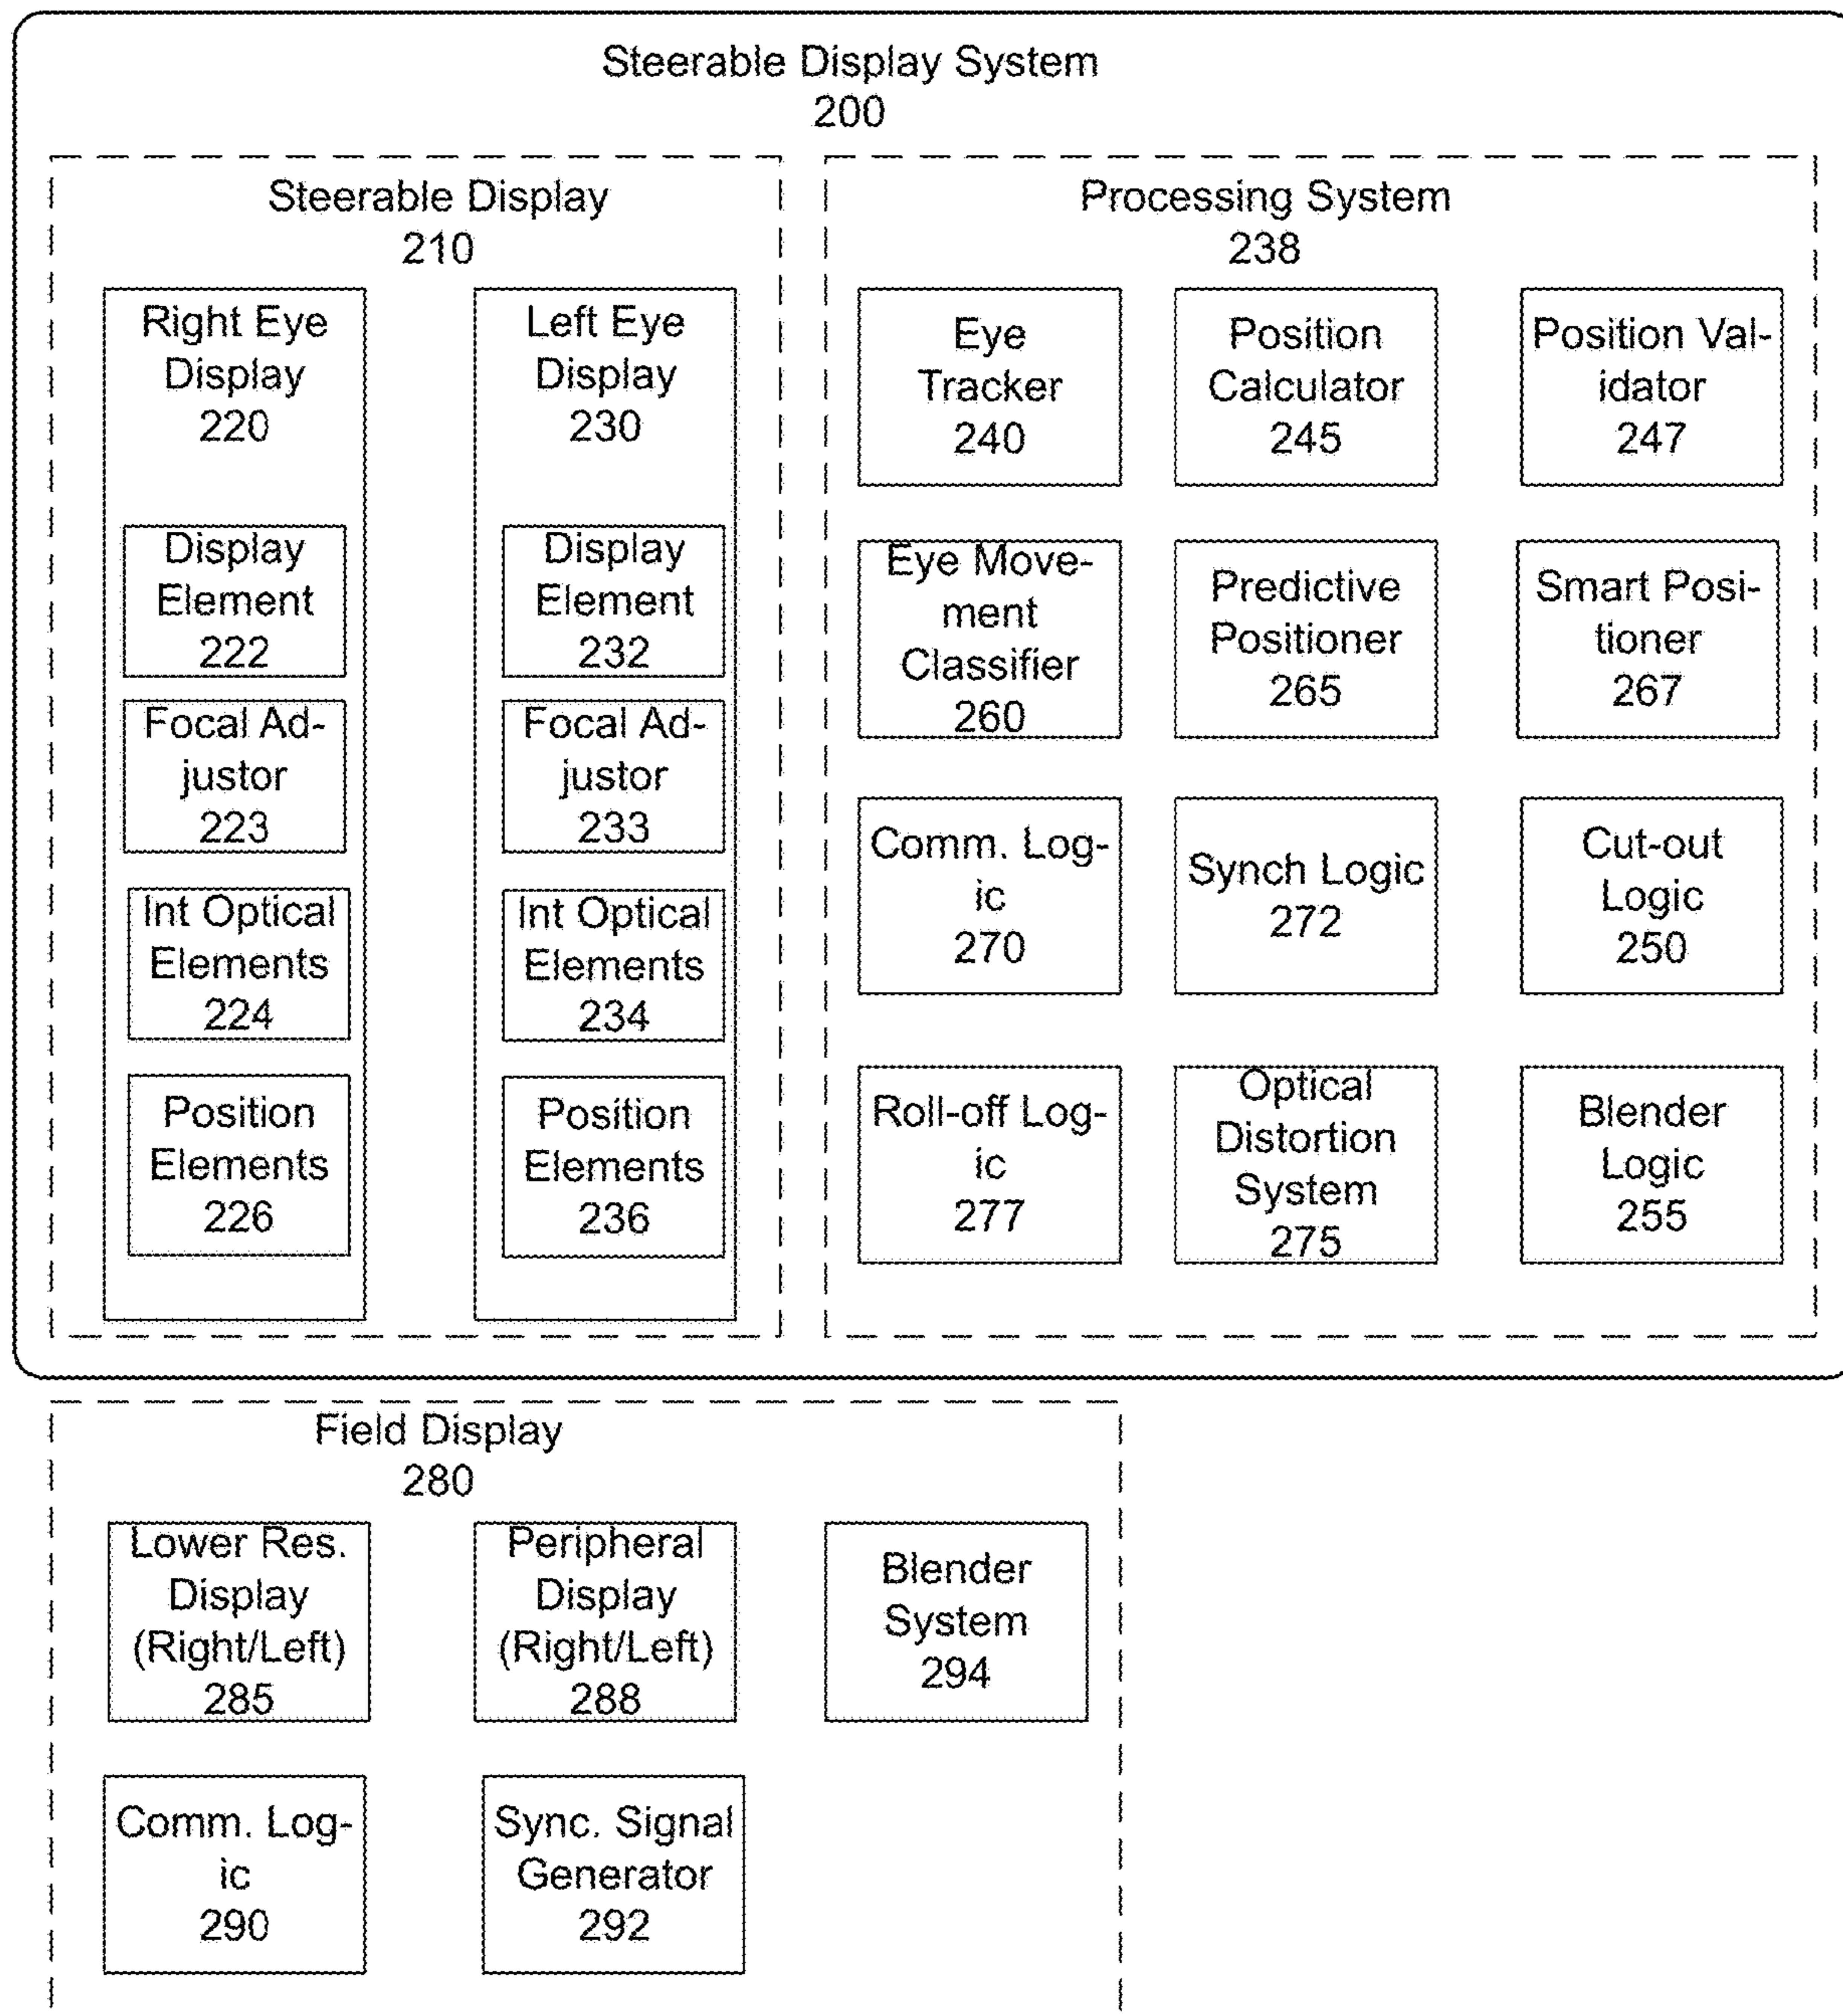 Steerable Display System
200
Steerable Display
210
Right Eye
Display
220
Display
Element
222
Focal Ad-
justor
223
Int Optical
Elements
224
Position
Elements
226
Left Eye
Display
230
Display
Element
232
Focal Ad-
justor
233
Int Optical
Elements
234
Position
Elements
236
Processing System
238
Eye
Tracker
240
Position
Calculator
245
Position Val-
idator
247
Eye Move-
ment
Classifier
260
Predictive
Positioner
265
Smart Posi-
tioner
267
Comm. Log-
ic
270
Synch Logic
272
Cut-out
Logic
250
Roll-off Log-
ic
277
Optical
Distortion
System
275
Blender
Logic
255
Field Display
280
Lower Res.
Display
(Right/Left)
285
Peripheral
Display
(Right/Left)
288
Blender
System
294
Comm. Log-
ic
290
Sync. Signal
Generator
292